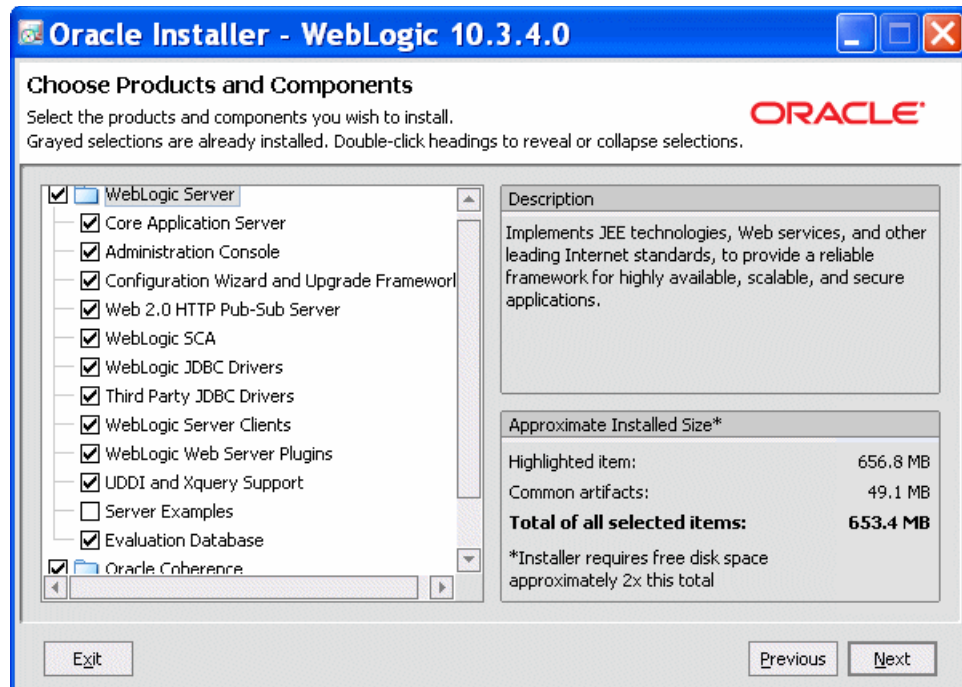 Oracle Installer - WebLogic 10.3.4.0
Choose Products and Components
Select the products and components you wish to install.
Grayed selections are already installed. Double-click headings to reveal or collapse selections.
ORACLE
WebLogic Server
Core Application Server
Administration Console
Configuration Wizard and Upgrade Framework
Web 2.0 HTTP Pub-Sub Server
WebLogic SCA
WebLogic JDBC Drivers
Third Party JDBC Drivers
WebLogic Server Clients
WebLogic Web Server Plugins
UDDI and Xquery Support
Server Examples
Evaluation Database
Oracle Coherence
Description
Implements JEE technologies, Web services, and other
leading Internet standards, to provide a reliable
framework for highly available, scalable, and secure
applications.
Approximate Installed Size*
Highlighted item: 656.8 MB
Common artifacts: 49.1 MB
Total of all selected items: 653.4 MB
*Installer requires free disk space
approximately 2x this total
Exit
Previous
Next